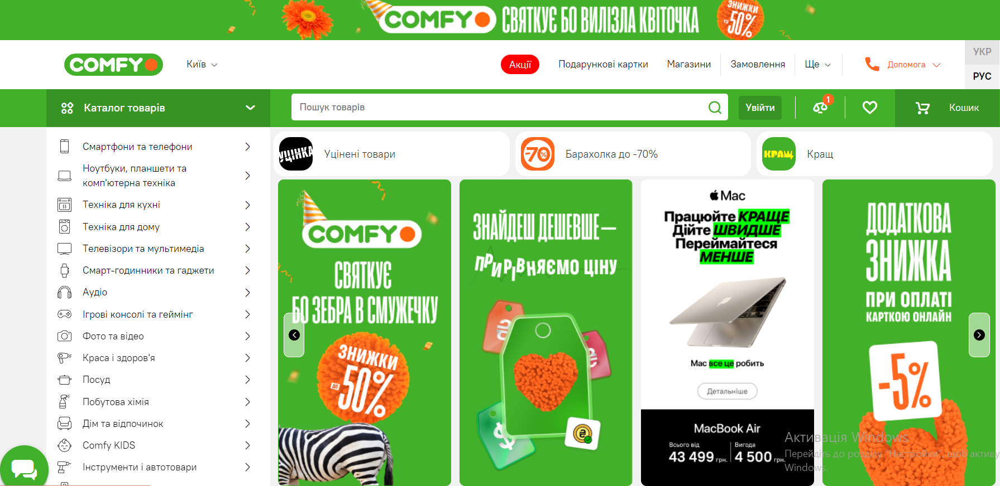 COMFY СВЯТКУЄ БО ВИЛІЗЛА КВІТОЧКА
ЗНИЖКИ
ДО -50%
COMFY
Київ
Акції
Подарункові картки
Магазини
Замовлення
Ще
Допомога
УКР
РУС
Каталог товарів
Пошук товарів
Увійти
1
Кошик
Смартфони та телефони
Ноутбуки, планшети та
комп'ютерна техніка
Техніка для кухні
Техніка для дому
Телевізори та мультимедіа
Смарт-годинники та гаджети
Аудіо
Ігрові консолі та геймінг
Фото та відео
Краса і здоров'я
Посуд
Побутова хімія
Дім та відпочинок
Comfy KIDS
Інструменти і автотовари
УЦІНКА
Уцінені товари
-70%
Барахолка до -70%
КРАЩ
Кращ
COMFY
СВЯТКУЄ
БО ЗЕБРА В СМУЖЕЧКУ
ЗНИЖКИ
ДО -50%
ЗНАЙДЕШ ДЕШЕВШЕ —
ПРИРІВНЯЄМО ЦІНУ
₴
₴
$
₴
Mac
Працюйте КРАЩЕ
Дійте ШВИДШЕ
Переймайтеся
МЕНШЕ
Mac все це робить
Детальніше
MacBook Air
Всього від
43 499 грн.
Вигода
4 500 грн.
ДОДАТКОВА
ЗНИЖКА
ПРИ ОПЛАТІ
КАРТКОЮ ОНЛАЙН
-5%
Активація Windows
Перейдіть до розділу "Настройки", щоб активу
Windows.